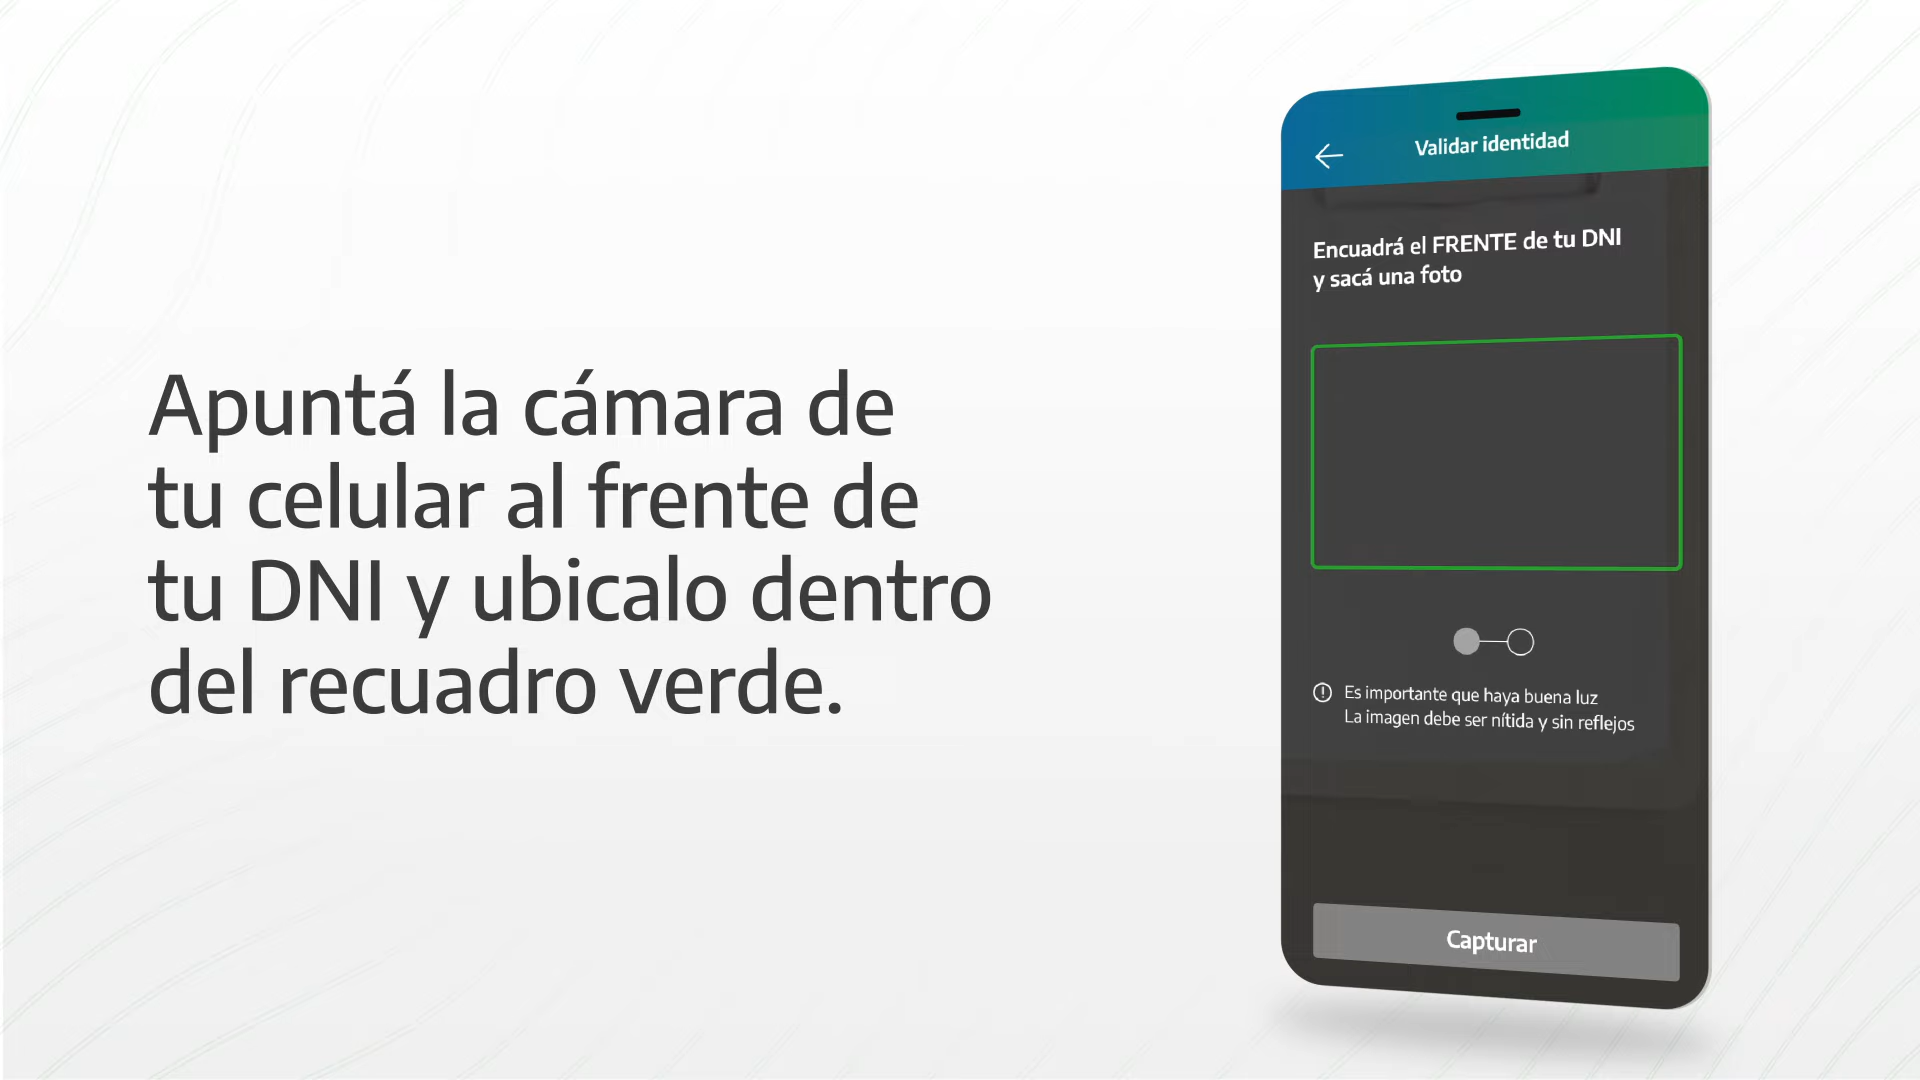 Apuntá la cámara de
tu celular al frente de
tu DNI y ubicalo dentro
del recuadro verde.
Validar identidad
Encuadrá el FRENTE de tu DNI
y sacá una foto
Es importante que haya buena luz
La imagen debe ser nítida y sin reflejos
Capturar